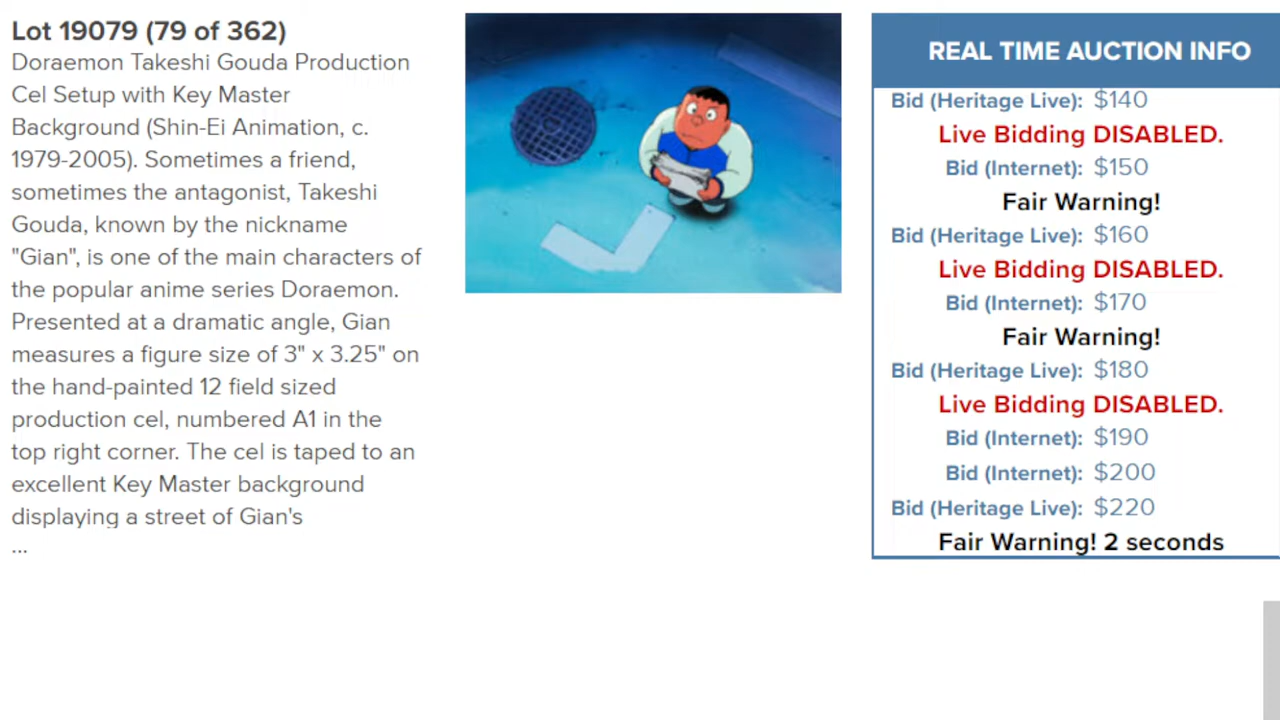 Lot 19079 (79 of 362)
Doraemon Takeshi Gouda Production
Cel Setup with Key Master
Background (Shin-Ei Animation, c.
1979-2005). Sometimes a friend,
sometimes the antagonist, Takeshi
Gouda, known by the nickname
"Gian", is one of the main characters of
the popular anime series Doraemon.
Presented at a dramatic angle, Gian
measures a figure size of 3" x 3.25" on
the hand-painted 12 field sized
production cel, numbered A1 in the
top right corner. The cel is taped to an
excellent Key Master background
displaying a street of Gian's
...
REAL TIME AUCTION INFO
Bid (Heritage Live): $140
Live Bidding DISABLED.
Bid (Internet): $150
Fair Warning!
Bid (Heritage Live): $160
Live Bidding DISABLED.
Bid (Internet): $170
Fair Warning!
Bid (Heritage Live): $180
Live Bidding DISABLED.
Bid (Internet): $190
Bid (Internet): $200
Bid (Heritage Live): $220
Fair Warning! 2 seconds